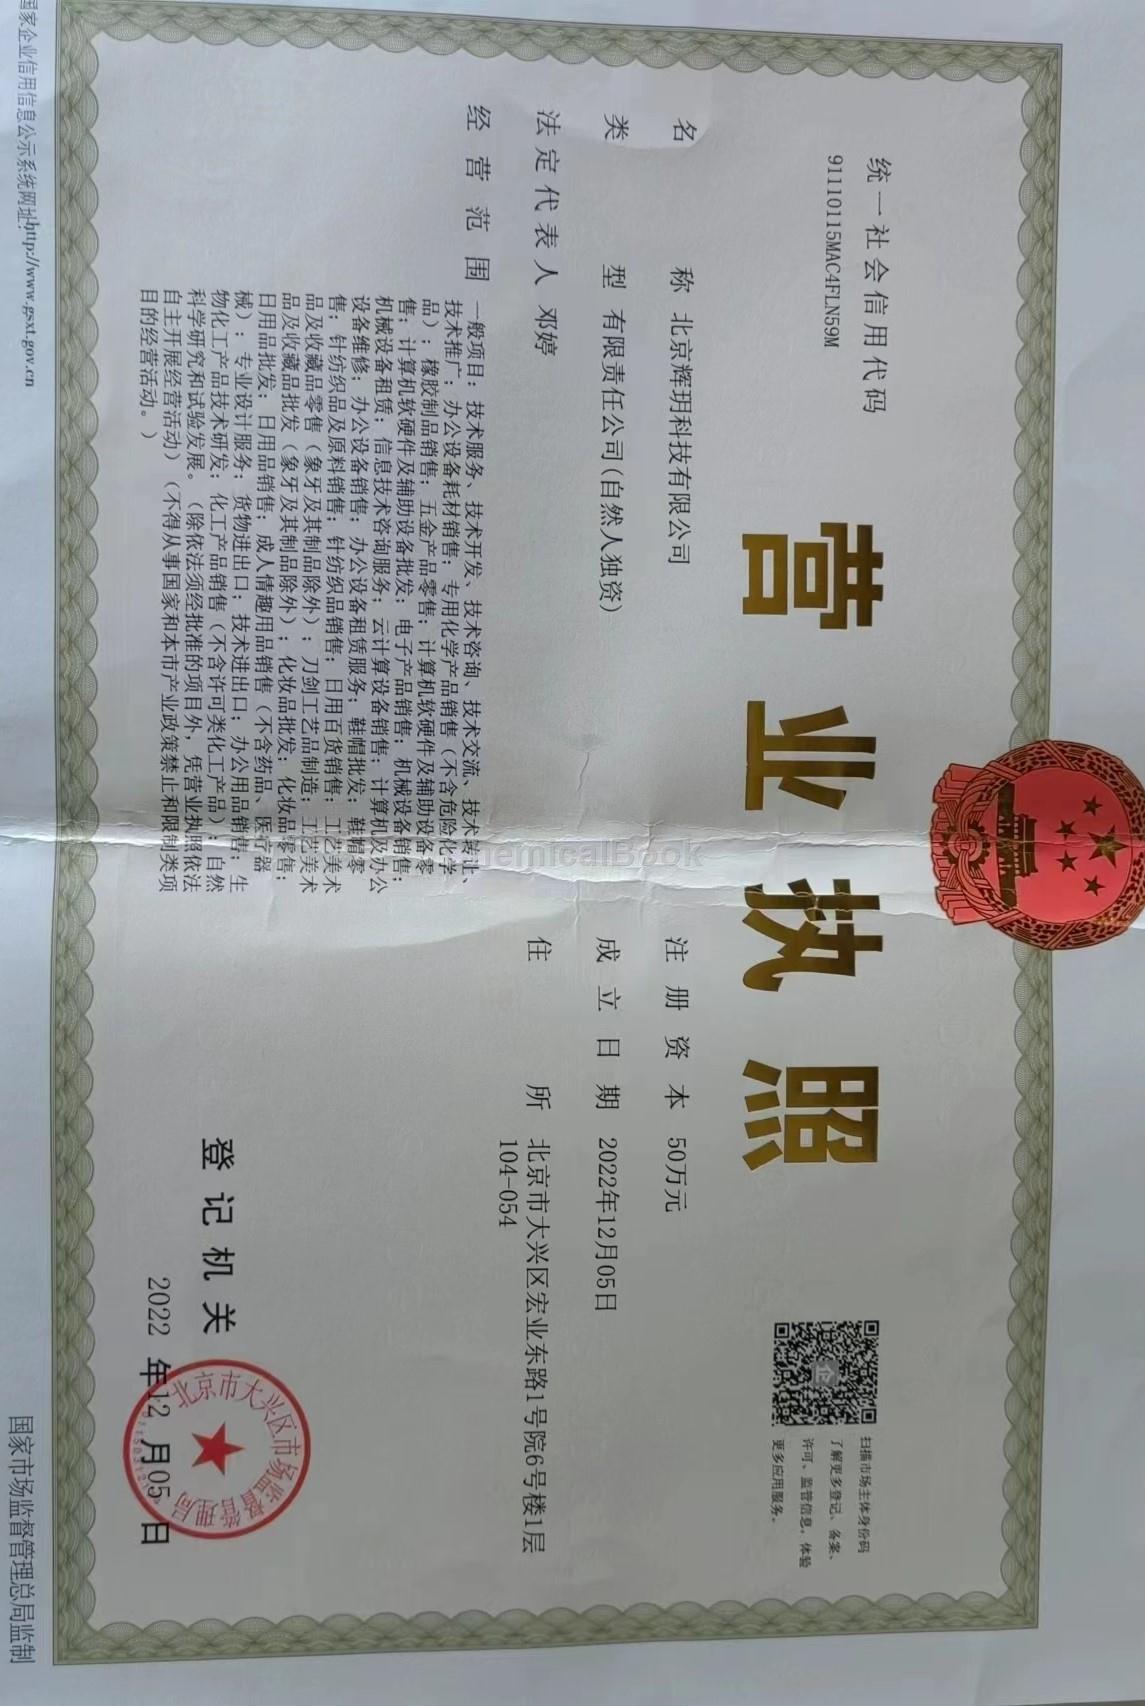 统一社会信用代码
91110115MAC4FLN59M
营业执照
扫描市场主体身份码
了解更多登记、备案、
许可、监管信息，体验
更多应用服务。
名称 北京辉玥科技有限公司
类型 有限责任公司(自然人独资)
法定代表人 邓婷
经营范围 一般项目：技术服务、技术开发、技术咨询、技术交流、技术转让、
技术推广；办公设备耗材销售；专用化学产品销售（不含危险化学
品）；橡胶制品销售；五金产品零售；计算机软硬件及辅助设备零
售；计算机软硬件及辅助设备批发；电子产品销售；机械设备销售；
机械设备租赁；信息技术咨询服务；云计算设备销售；计算机及办公
设备维修；办公设备销售；办公设备租赁服务；鞋帽批发；鞋帽零
售；针纺织品及原料销售；针纺织品销售；日用百货销售；工艺美术
品及收藏品零售（象牙及其制品除外）；刀剑工艺品制造；工艺美术
品及收藏品批发（象牙及其制品除外）；化妆品批发；化妆品零售；
日用品批发；日用品销售；成人情趣用品销售（不含药品、医疗器
械）；专业设计服务；货物进出口；技术进出口；办公用品销售；生
物化工产品技术研发；化工产品销售（不含许可类化工产品）；自然
科学研究和试验发展。（除依法须经批准的项目外，凭营业执照依法
自主开展经营活动）（不得从事国家和本市产业政策禁止和限制类项
目的经营活动。）
注册资本 50万元
成立日期 2022年12月05日
住所 北京市大兴区宏业东路1号院6号楼1层
104-054
登记机关
北京市大兴区市场监督管理局
2022年12月05日
国家企业信用信息公示系统网址:http://www.gsxt.gov.cn
国家市场监督管理总局监制
ChemicalBook